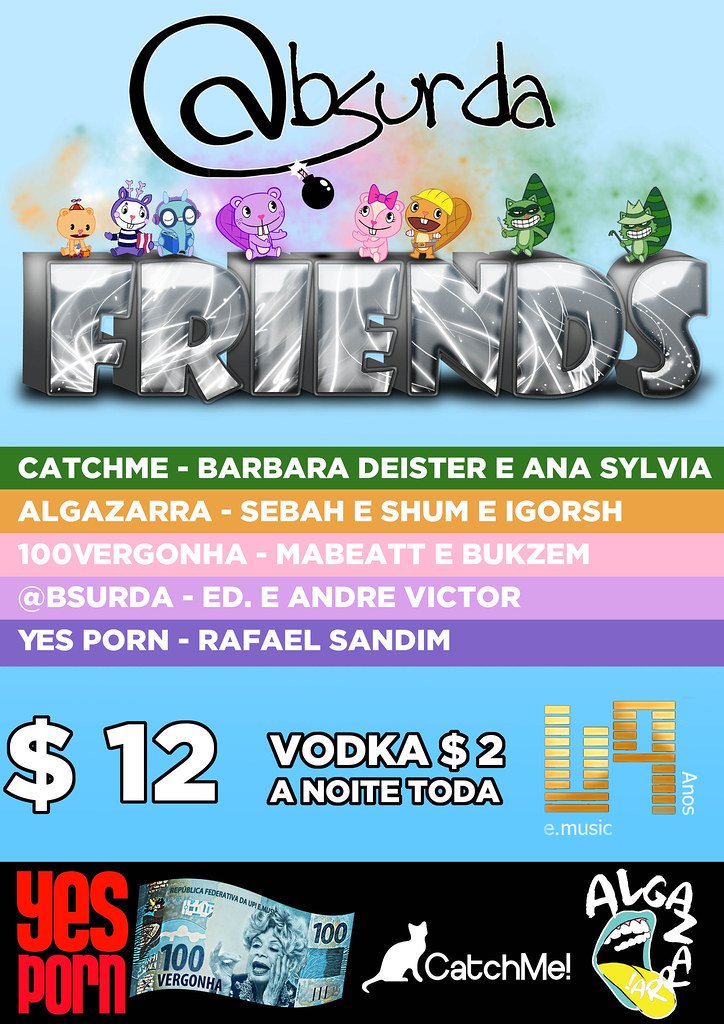 @bsurda
FRIENDS
CATCHME - BARBARA DEISTER E ANA SYLVIA
ALGAZARRA - SEBAH E SHUM E IGORSH
100VERGONHA - MABEATT E BUKZEM
@BSURDA - ED. E ANDRE VICTOR
YES PORN - RAFAEL SANDIM
$ 12
VODKA $ 2
A NOITE TODA
Anos
e.music
yes
porn
REPÚBLICA FEDERATIVA DA UP! E.MUSIC
100
100
VERGONHA
CatchMe!
ALGAZARRA